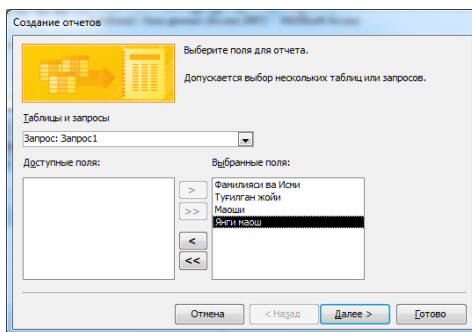 Создание отчетов
Выберите поля для отчета.
Допускается выбор нескольких таблиц или запросов.
Таблицы и запросы
Запрос: Запрос1
Доступные поля:
Выбранные поля:
>
>>
<
<<
Фамилияси ва Исми
Туғилган жойи
Маоши
Янги маош
Отмена
< Назад
Далее >
Готово